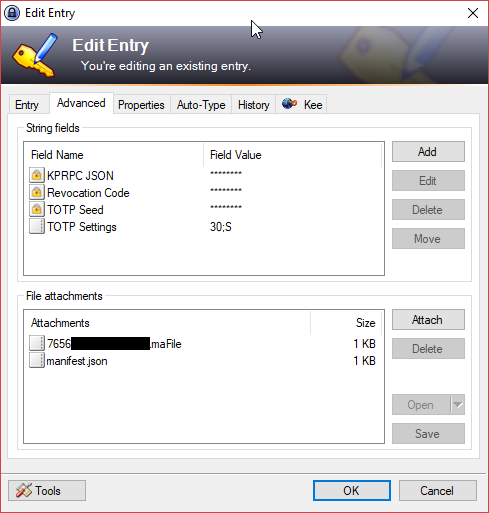 Edit Entry
Edit Entry
You're editing an existing entry.
Entry Advanced Properties Auto-Type History Kee
String fields
Field Name Field Value
KPRPC JSON ********
Revocation Code ********
TOTP Seed ********
TOTP Settings 30;S
Add
Edit
Delete
Move
File attachments
Attachments Size
7656 .maFile 1 KB
manifest.json 1 KB
Attach
Delete
Open
Save
Tools OK Cancel